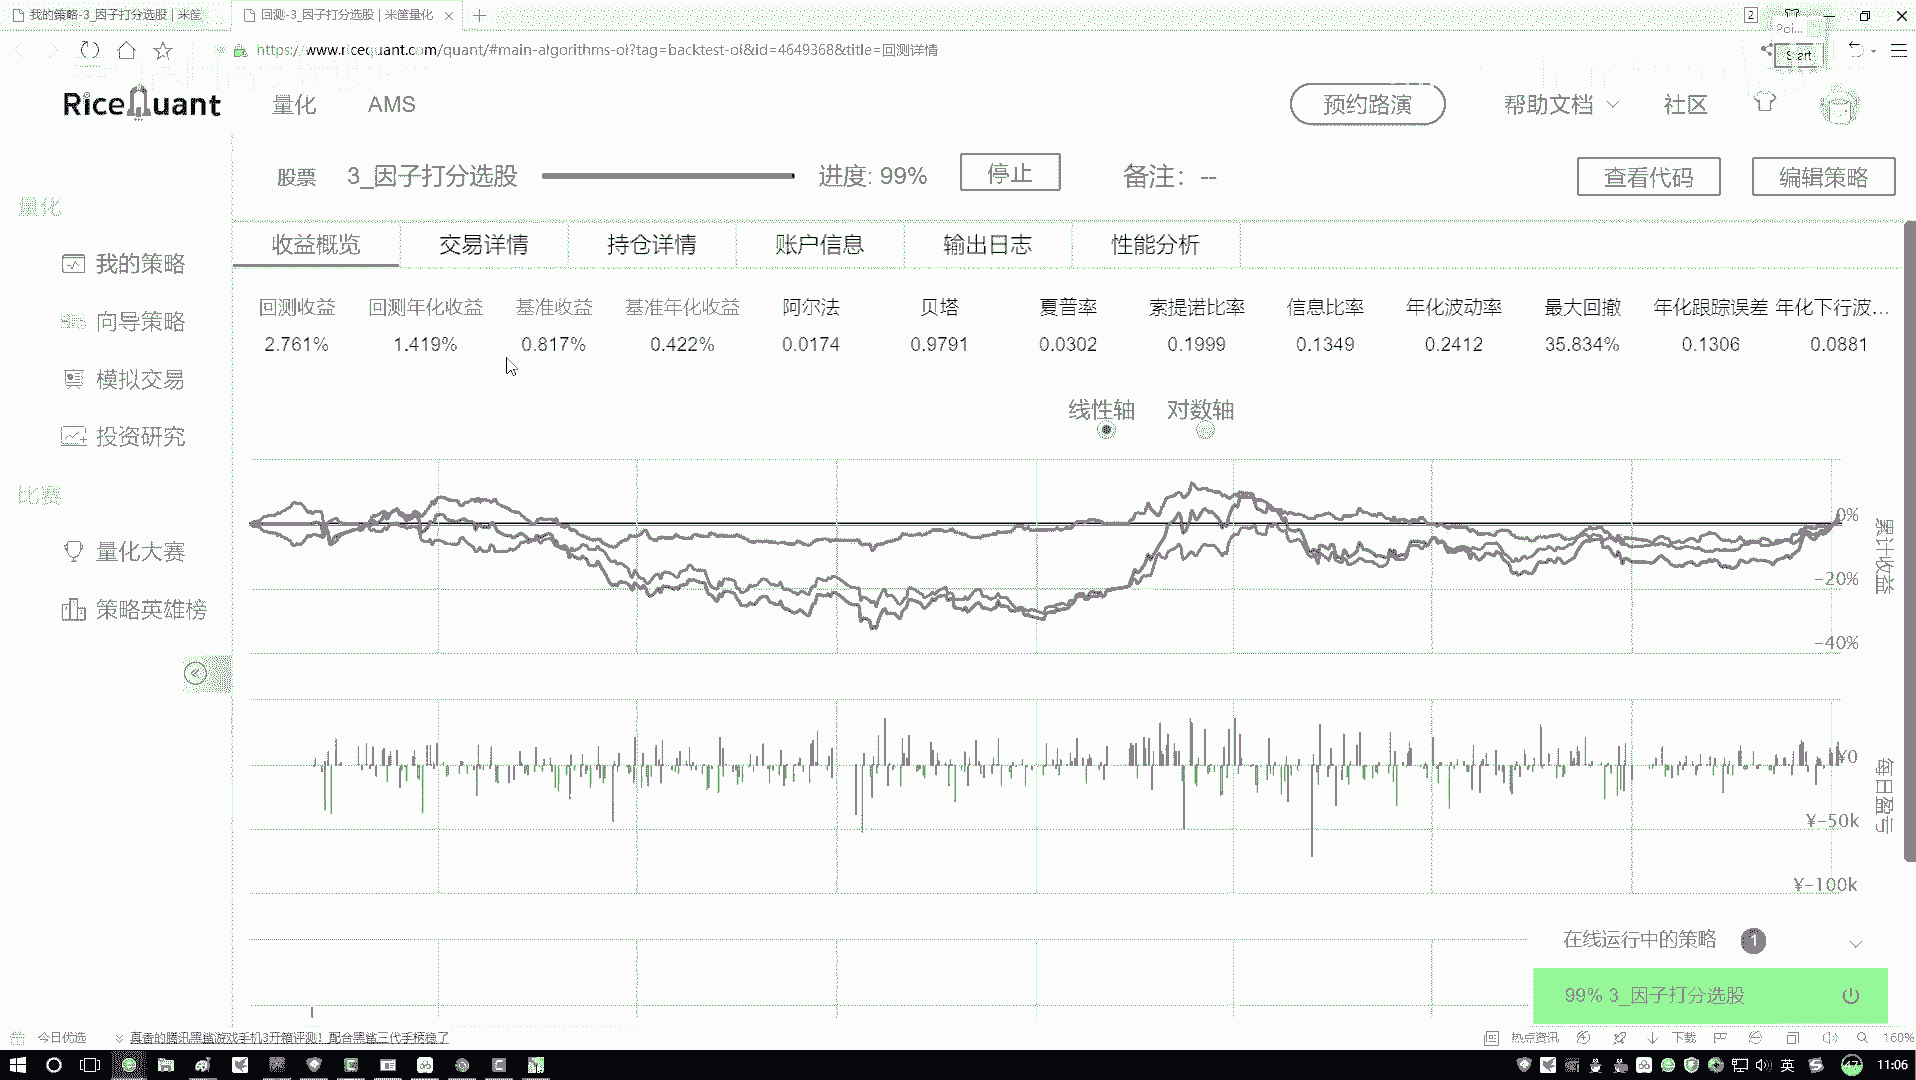 我的策略-3_因子打分选股 | 米筐
回测-3_因子打分选股 | 米筐量化
2
https://www.ricequant.com/quant/#main-algorithms-ol?tag=backtest-ol&id=4649368&title=回测详情
Start
RiceQuant
量化
AMS
预约路演
帮助文档
社区
股票
3_因子打分选股
进度: 99%
停止
备注: --
查看代码
编辑策略
量化
我的策略
向导策略
模拟交易
投资研究
比赛
量化大赛
策略英雄榜
收益概览
交易详情
持仓详情
账户信息
输出日志
性能分析
回测收益 回测年化收益 基准收益 基准年化收益 阿尔法 贝塔 夏普率 索提诺比率 信息比率 年化波动率 最大回撤 年化跟踪误差 年化下行波...
2.761% 1.419% 0.817% 0.422% 0.0174 0.9791 0.0302 0.1999 0.1349 0.2412 35.834% 0.1306 0.0881
线性轴 对数轴
0%
-20%
-40%
累计收益
¥0
¥-50k
¥-100k
每日盈亏
在线运行中的策略 1
99% 3_因子打分选股
今日优选
真香的腾讯黑鲨游戏手机3开箱评测! 配合黑鲨三代手柄稳了
热点资讯
下载
160%
英
47
11:06